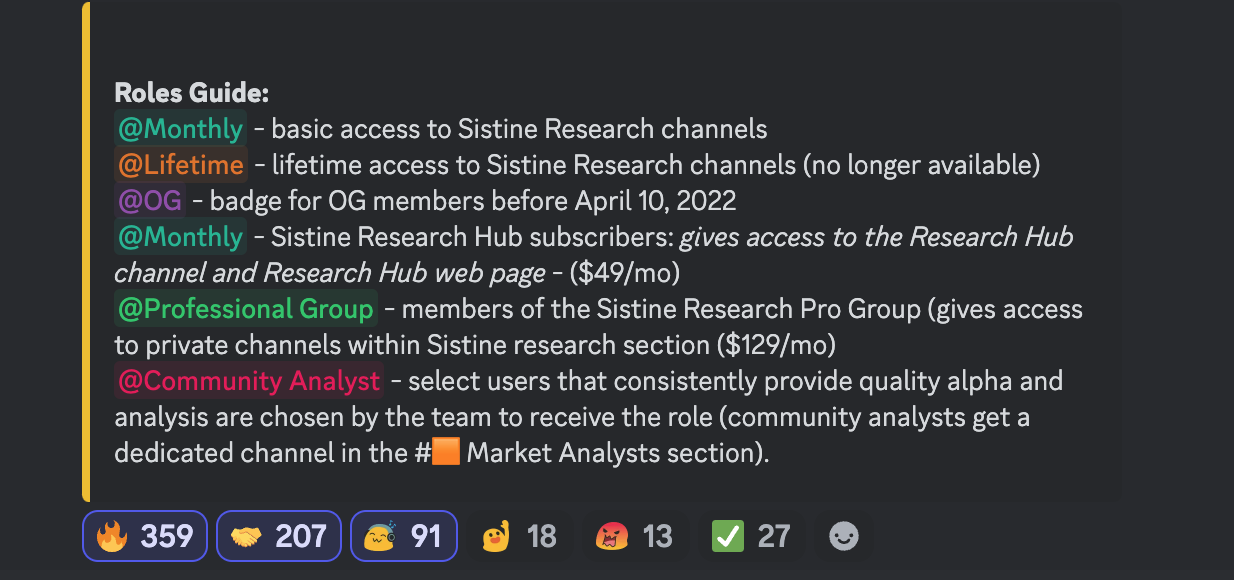 Roles Guide:
@Monthly - basic access to Sistine Research channels
@Lifetime - lifetime access to Sistine Research channels (no longer available)
@OG - badge for OG members before April 10, 2022
@Monthly - Sistine Research Hub subscribers: gives access to the Research Hub
channel and Research Hub web page - ($49/mo)
@Professional Group - members of the Sistine Research Pro Group (gives access
to private channels within Sistine research section ($129/mo)
@Community Analyst - select users that consistently provide quality alpha and
analysis are chosen by the team to receive the role (community analysts get a
dedicated channel in the #🟧 Market Analysts section).
359 207 91 18 13 27